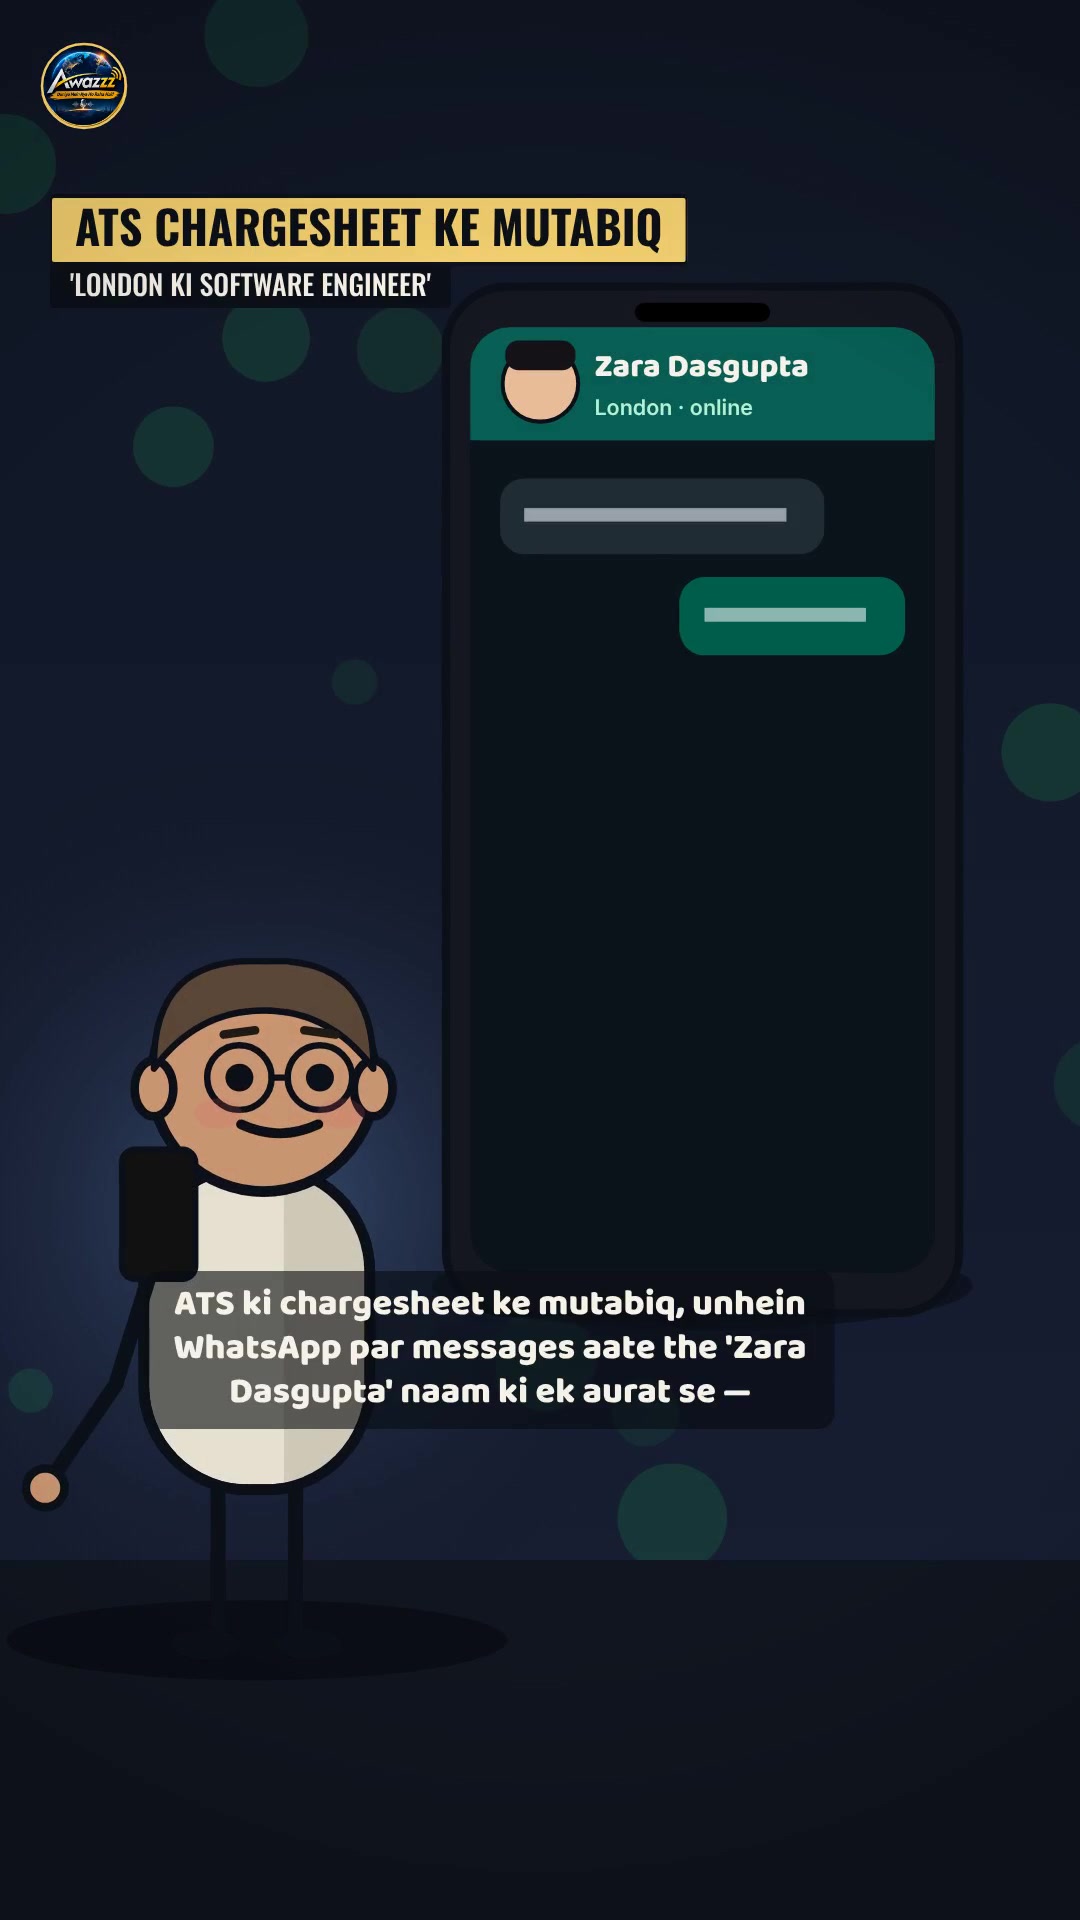 Awazzz
ATS CHARGESHEET KE MUTABIQ
'LONDON KI SOFTWARE ENGINEER'
Zara Dasgupta
London · online
ATS ki chargesheet ke mutabiq, unhein
WhatsApp par messages aate the 'Zara
Dasgupta' naam ki ek aurat se —